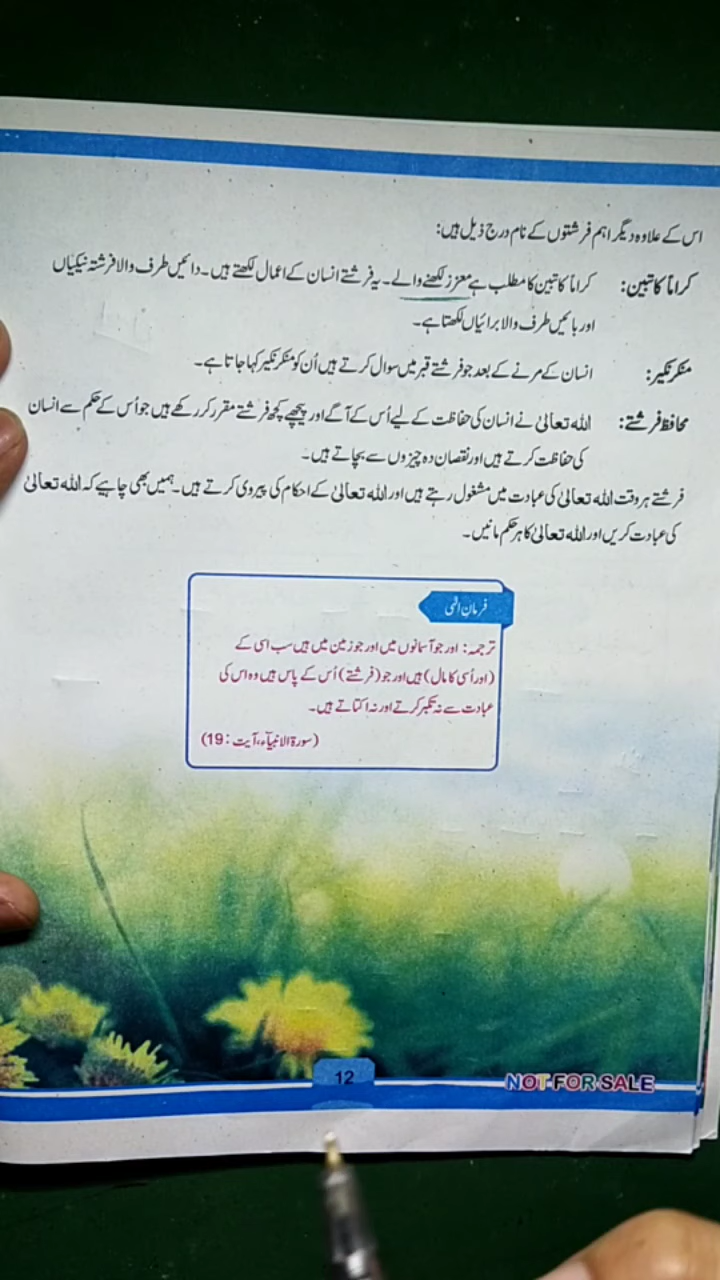 اس کے علاوہ دیگر اہم فرشتوں کے نام درج ذیل ہیں:
کراماً کاتبین: کراماً کاتبین کا مطلب ہے معزز لکھنے والے۔ یہ فرشتے انسان کے اعمال لکھتے ہیں۔ دائیں طرف والا فرشتہ نیکیاں
اور بائیں طرف والا برائیاں لکھتا ہے۔
منکر نکیر: انسان کے مرنے کے بعد جو فرشتے قبر میں سوال کرتے ہیں اُن کو منکر نکیر کہا جاتا ہے۔
محافظ فرشتے: اللہ تعالیٰ نے انسان کی حفاظت کے لیے اُس کے آگے اور پیچھے کچھ فرشتے مقرر کر رکھے ہیں جو اُس کے حکم سے انسان
کی حفاظت کرتے ہیں اور نقصان دہ چیزوں سے بچاتے ہیں۔
فرشتے ہر وقت اللہ تعالیٰ کی عبادت میں مشغول رہتے ہیں اور اللہ تعالیٰ کے احکام کی پیروی کرتے ہیں۔ ہمیں بھی چاہیے کہ اللہ تعالیٰ
کی عبادت کریں اور اللہ تعالیٰ کا ہر حکم مانیں۔
فرمانِ الٰہی
ترجمہ: اور جو آسمانوں میں اور جو زمین میں ہیں سب اسی کے
(اور اُسی کا مال) ہیں اور جو (فرشتے) اُس کے پاس ہیں وہ اس کی
عبادت سے نہ تکبر کرتے اور نہ اکتاتے ہیں۔
(سورۃ الانبیآء، آیت: 19)
12
NOT FOR SALE